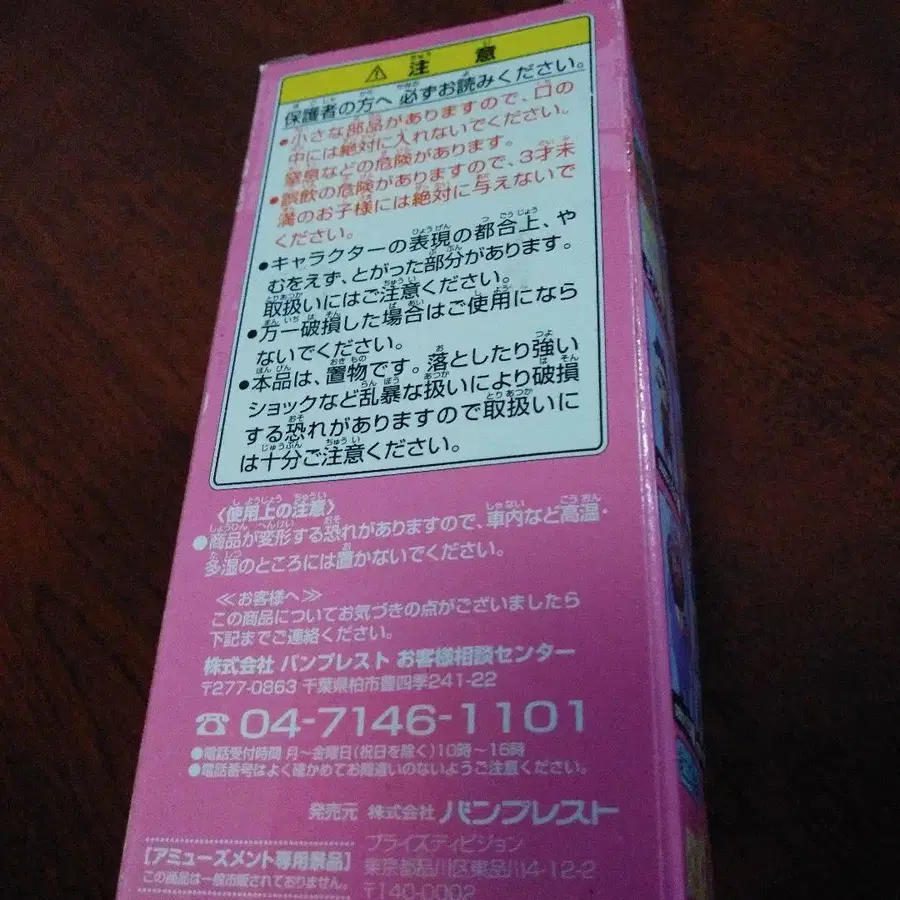 ⚠ 注意
保護者の方へ 必ずお読みください。
●小さな部品がありますので、口の
中には絶対に入れないでください。
窒息などの危険があります。
●誤飲の危険がありますので、3才未
満のお子様には絶対に与えないで
ください。
●キャラクターの表現の都合上、や
むをえず、とがった部分があります。
取扱いにはご注意ください。
●万一破損した場合はご使用になら
ないでください。
●本品は、置物です。落としたり強い
ショックなど乱暴な扱いにより破損
する恐れがありますので取扱いに
は十分ご注意ください。
〈使用上の注意〉
●商品が変形する恐れがありますので、車内など高温・
多湿のところには置かないでください。
≪お客様へ≫
この商品についてお気づきの点がございましたら
下記までご連絡ください。
株式会社 バンプレスト お客様相談センター
〒277-0863 千葉県柏市豊四季241-22
☎ 04-7146-1101
●電話受付時間 月〜金曜日(祝日を除く)10時〜16時
●電話番号はよく確かめてお間違いのないようご注意ください。
発売元 株式会社 バンプレスト
プライズディビジョン
東京都品川区東品川4-12-2
〒140-0002
[アミューズメント専用景品]
この商品は一般市販されておりません。